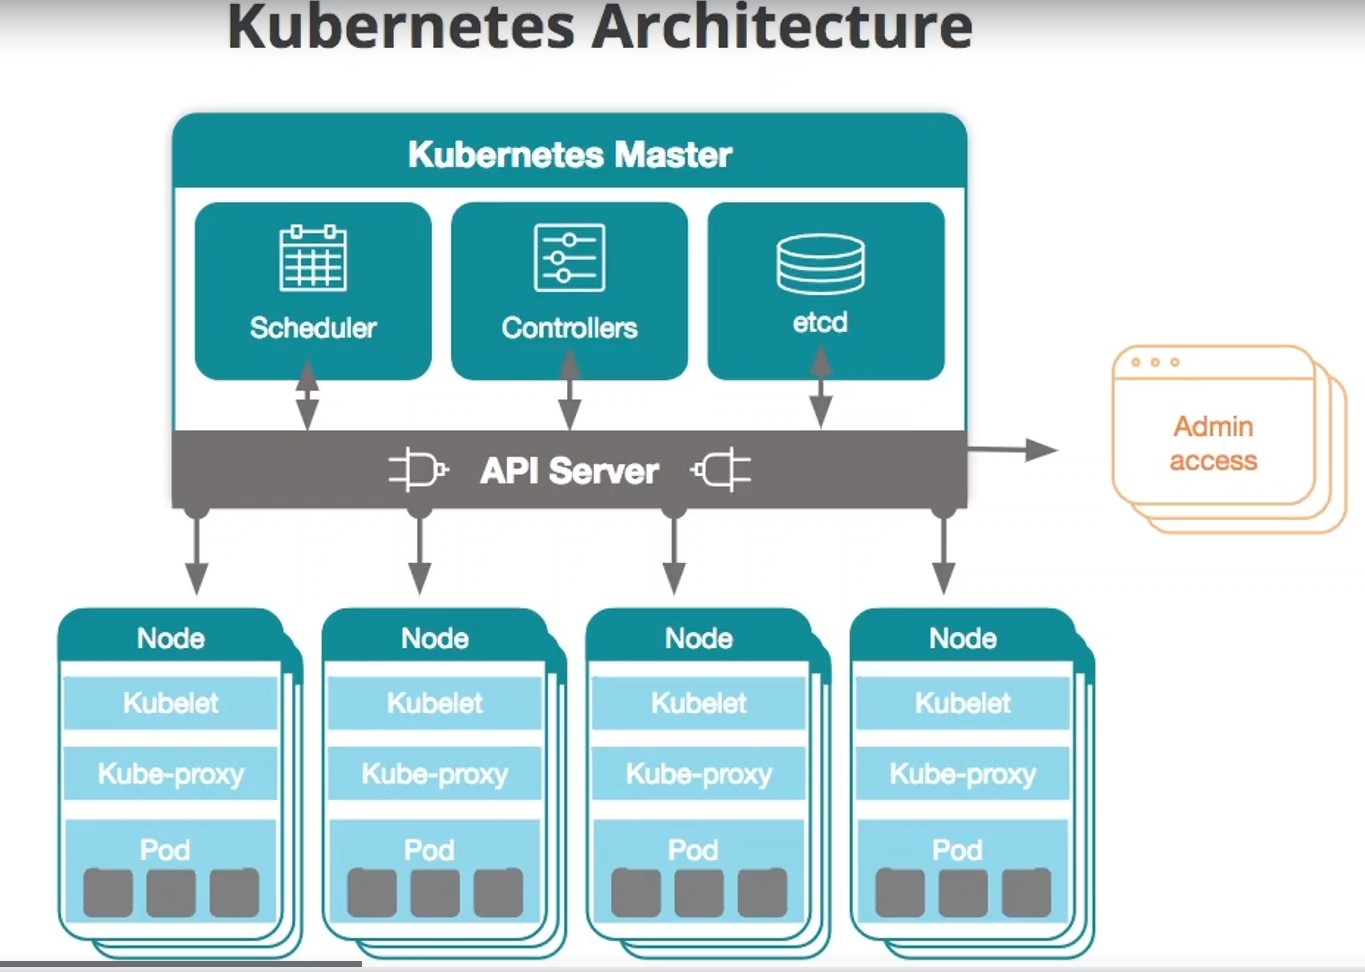 Kubernetes Architecture
Kubernetes Master
Scheduler
Controllers
etcd
API Server
Admin
access
Node
Kubelet
Kube-proxy
Pod
Node
Kubelet
Kube-proxy
Pod
Node
Kubelet
Kube-proxy
Pod
Node
Kubelet
Kube-proxy
Pod